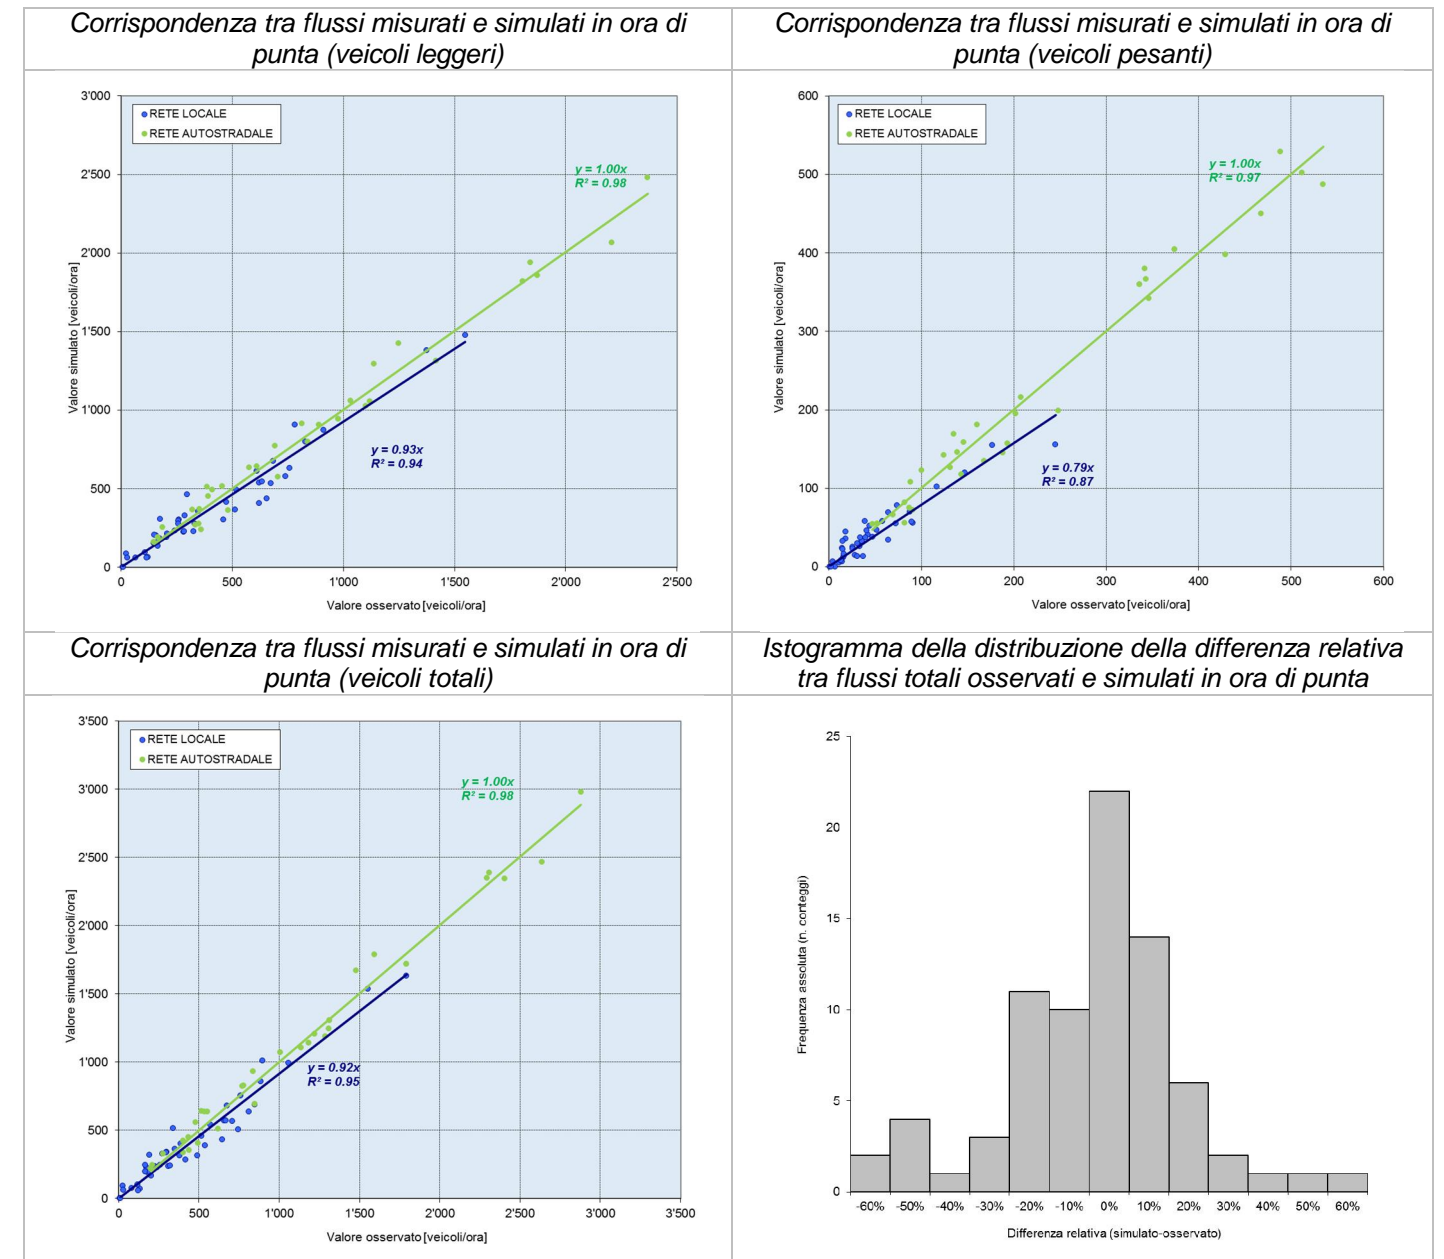 Corrispondenza tra flussi misurati e simulati in ora di
punta (veicoli leggeri)
Corrispondenza tra flussi misurati e simulati in ora di
punta (veicoli pesanti)
3'000
2'500
2'000
1'500
1'000
500
0
0
500
1'000
1'500
2'000
2'500
Valore simulato [veicoli/ora]
Valore osservato [veicoli/ora]
RETE LOCALE
RETE AUTOSTRADALE
y = 1.00x
R² = 0.98
y = 0.93x
R² = 0.94
600
500
400
300
200
100
0
0
100
200
300
400
500
600
Valore simulato [veicoli/ora]
Valore osservato [veicoli/ora]
RETE LOCALE
RETE AUTOSTRADALE
y = 1.00x
R² = 0.97
y = 0.79x
R² = 0.87
Corrispondenza tra flussi misurati e simulati in ora di
punta (veicoli totali)
Istogramma della distribuzione della differenza relativa
tra flussi totali osservati e simulati in ora di punta
3'500
3'000
2'500
2'000
1'500
1'000
500
0
0
500
1'000
1'500
2'000
2'500
3'000
3'500
Valore simulato [veicoli/ora]
Valore osservato [veicoli/ora]
RETE LOCALE
RETE AUTOSTRADALE
y = 1.00x
R² = 0.98
y = 0.92x
R² = 0.95
25
20
15
10
5
0
-60% -50% -40% -30% -20% -10% 0% 10% 20% 30% 40% 50% 60%
Frequenza assoluta (n. conteggi)
Differenza relativa (simulato-osservato)